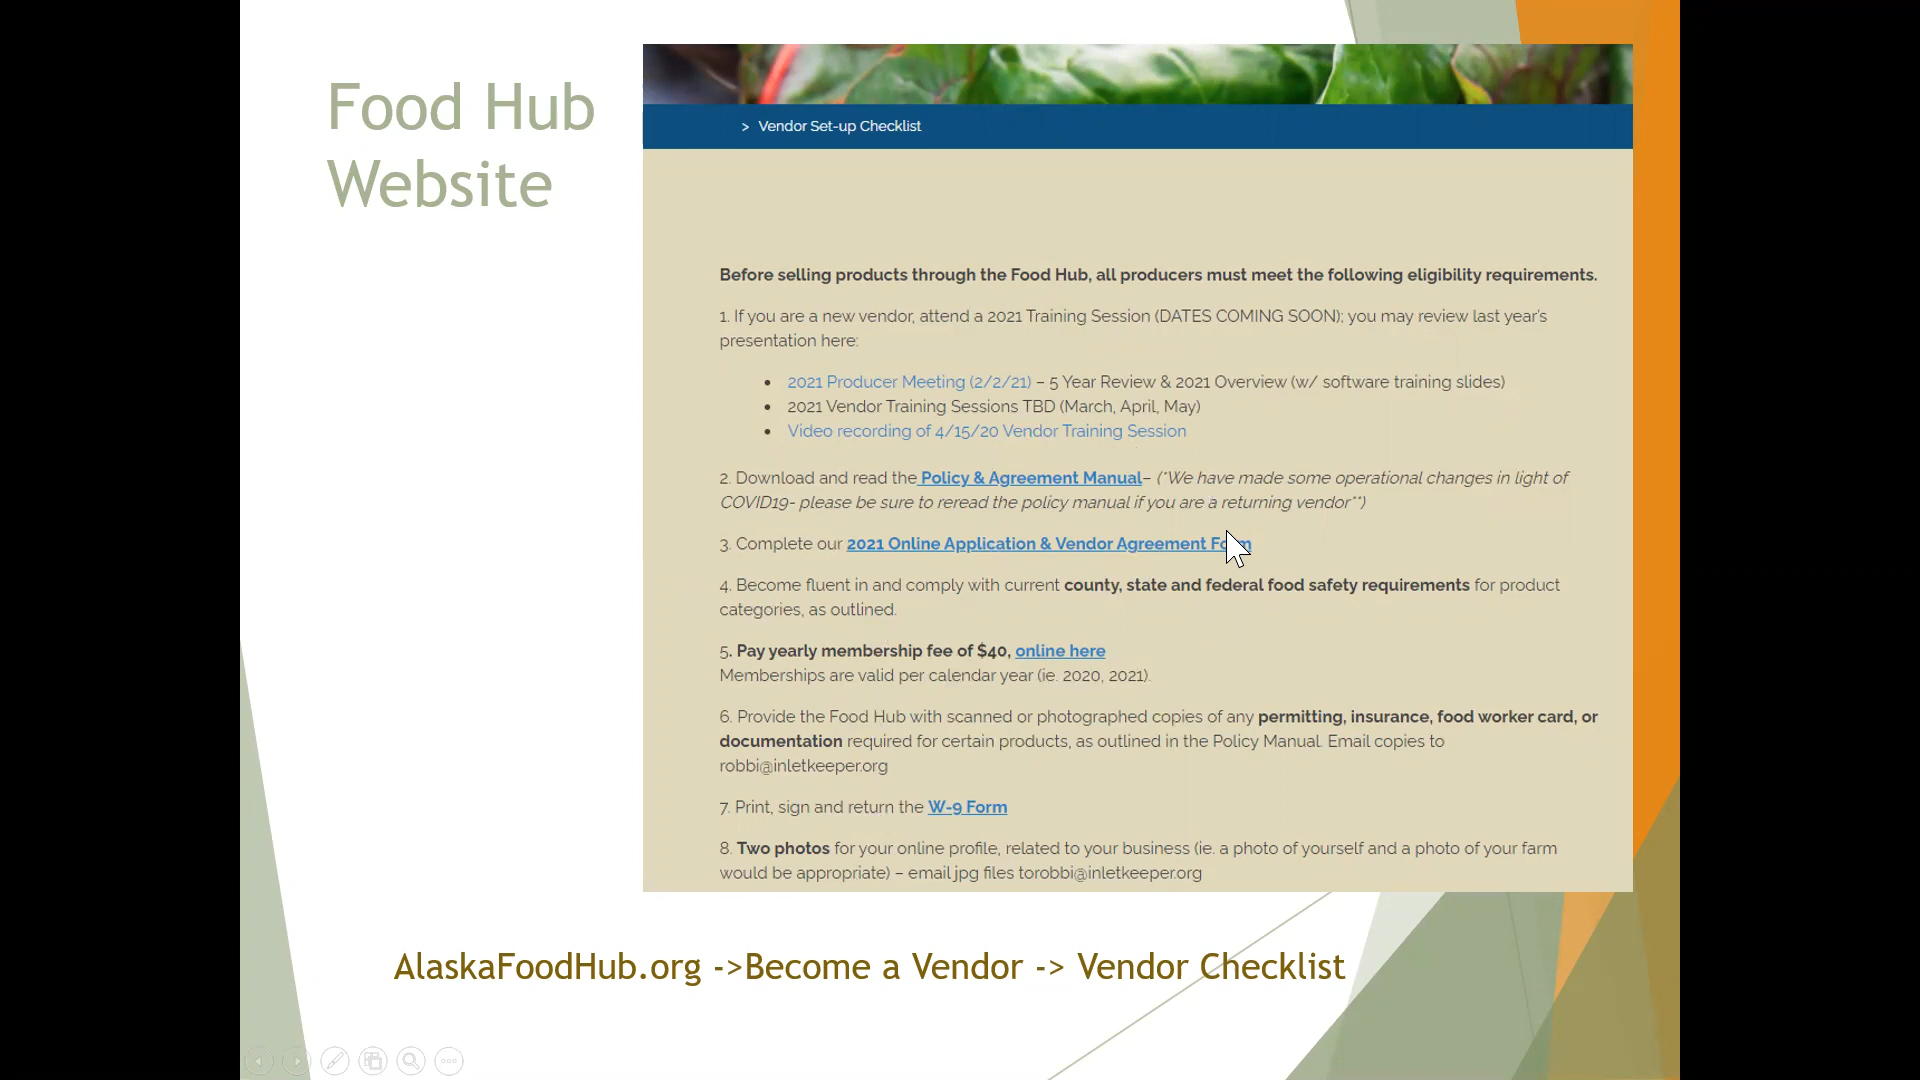 Food Hub
Website
> Vendor Set-up Checklist
Before selling products through the Food Hub, all producers must meet the following eligibility requirements.
1. If you are a new vendor, attend a 2021 Training Session (DATES COMING SOON); you may review last year's
presentation here:
• 2021 Producer Meeting (2/2/21) – 5 Year Review & 2021 Overview (w/ software training slides)
• 2021 Vendor Training Sessions TBD (March, April, May)
• Video recording of 4/15/20 Vendor Training Session
2. Download and read the Policy & Agreement Manual– (*We have made some operational changes in light of
COVID19- please be sure to reread the policy manual if you are a returning vendor**)
3. Complete our 2021 Online Application & Vendor Agreement Form
4. Become fluent in and comply with current county, state and federal food safety requirements for product
categories, as outlined.
5. Pay yearly membership fee of $40, online here
Memberships are valid per calendar year (ie. 2020, 2021).
6. Provide the Food Hub with scanned or photographed copies of any permitting, insurance, food worker card, or
documentation required for certain products, as outlined in the Policy Manual. Email copies to
robbi@inletkeeper.org
7. Print, sign and return the W-9 Form
8. Two photos for your online profile, related to your business (ie. a photo of yourself and a photo of your farm
would be appropriate) – email jpg files torobbi@inletkeeper.org
AlaskaFoodHub.org ->Become a Vendor -> Vendor Checklist